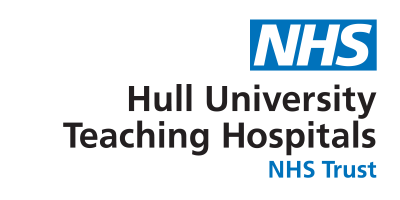 NHS
Hull University
Teaching Hospitals
NHS Trust